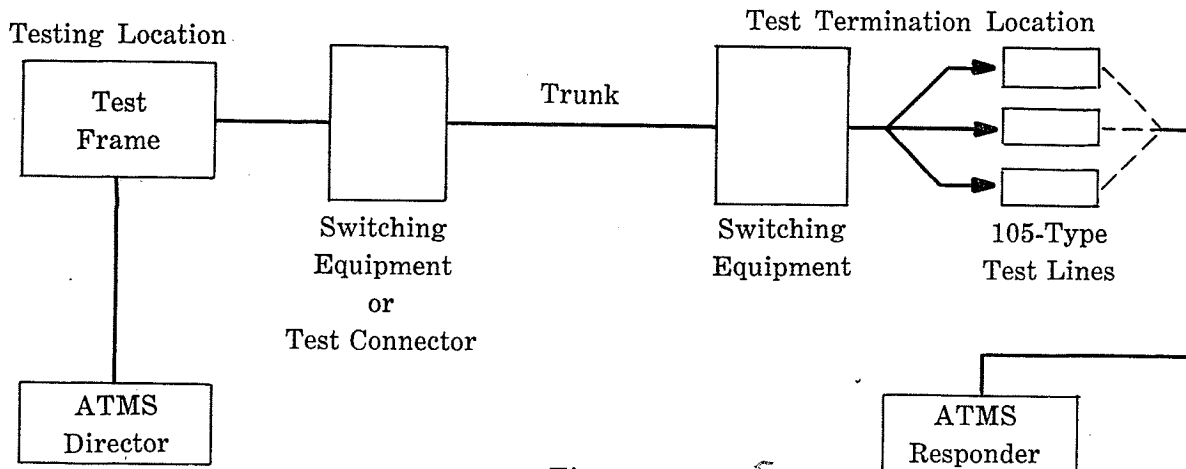 Testing Location
Test Termination Location
Test
Frame
Trunk
Switching
Equipment
or
Test Connector
Switching
Equipment
105-Type
Test Lines
ATMS
Director
ATMS
Responder